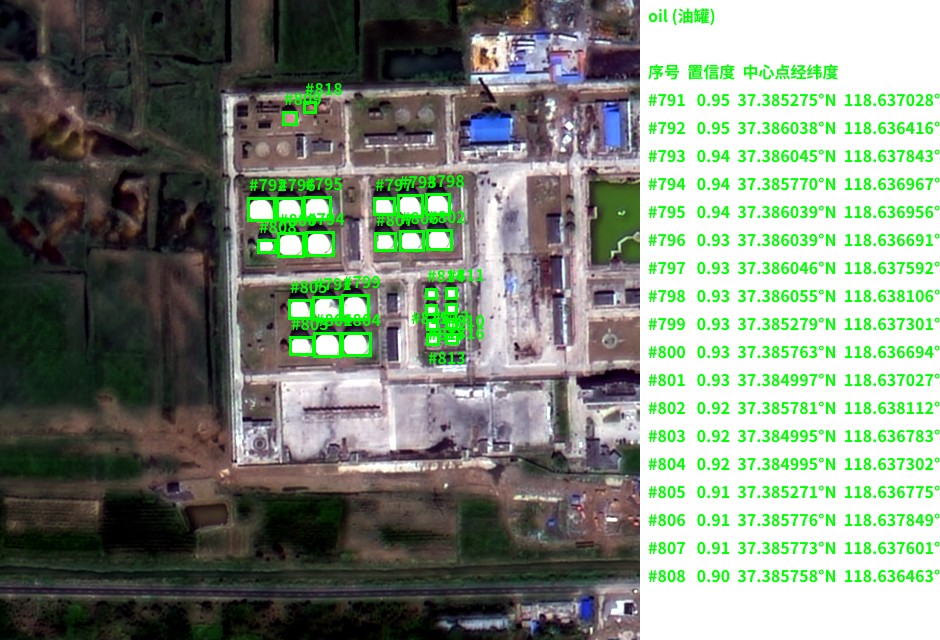 oil (油罐)
序号 置信度 中心点经纬度
#791 0.95 37.385275°N 118.637028°
#792 0.95 37.386038°N 118.636416°
#793 0.94 37.386045°N 118.637843°
#794 0.94 37.385770°N 118.636967°
#795 0.94 37.386039°N 118.636956°
#796 0.93 37.386039°N 118.636691°
#797 0.93 37.386046°N 118.637592°
#798 0.93 37.386055°N 118.638106°
#799 0.93 37.385279°N 118.637301°
#800 0.93 37.385763°N 118.636694°
#801 0.93 37.384997°N 118.637027°
#802 0.92 37.385781°N 118.638112°
#803 0.92 37.384995°N 118.636783°
#804 0.92 37.384995°N 118.637302°
#805 0.91 37.385271°N 118.636775°
#806 0.91 37.385776°N 118.637849°
#807 0.91 37.385773°N 118.637601°
#808 0.90 37.385758°N 118.636463°
#818
#795
#798
#808
#813